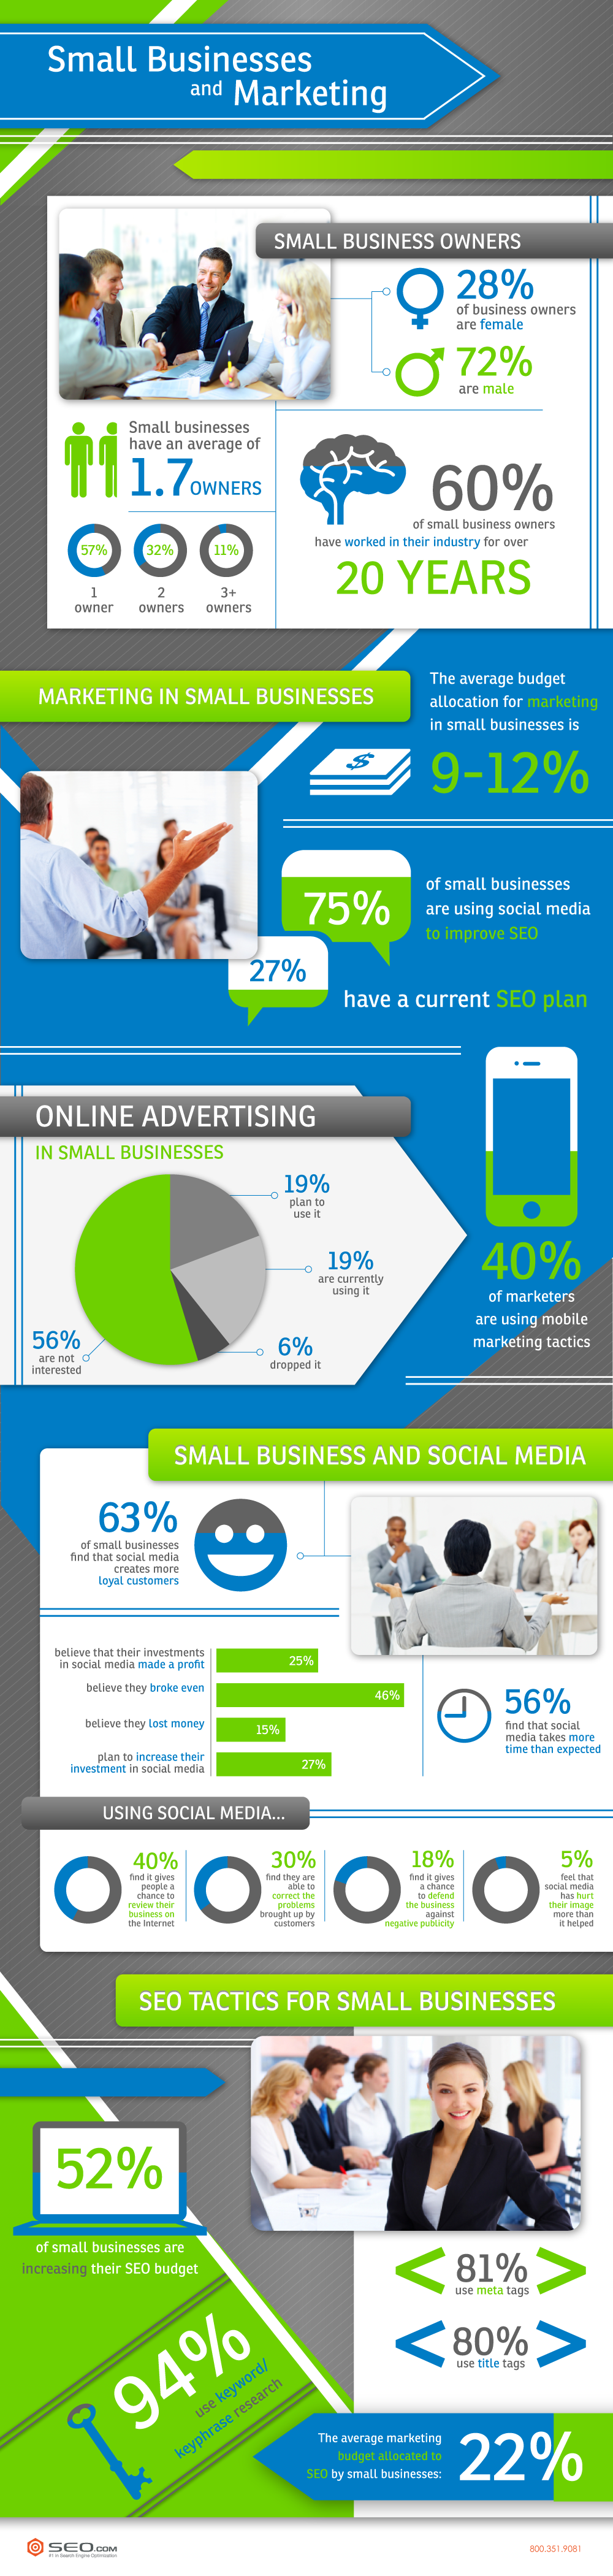 Small Businesses
and Marketing
SMALL BUSINESS OWNERS
28%
of business owners
are female
72%
are male
Small businesses
have an average of
1.7 OWNERS
57%
1
owner
32%
2
owners
11%
3+
owners
60%
of small business owners
have worked in their industry for over
20 YEARS
MARKETING IN SMALL BUSINESSES
The average budget
allocation for marketing
in small businesses is
$
9-12%
75%
of small businesses
are using social media
to improve SEO
27%
have a current SEO plan
ONLINE ADVERTISING
IN SMALL BUSINESSES
19%
plan to
use it
19%
are currently
using it
6%
dropped it
56%
are not
interested
40%
of marketers
are using mobile
marketing tactics
SMALL BUSINESS AND SOCIAL MEDIA
63%
of small businesses
find that social media
creates more
loyal customers
believe that their investments
in social media made a profit
25%
believe they broke even
46%
believe they lost money
15%
plan to increase their
investment in social media
27%
56%
find that social
media takes more
time than expected
USING SOCIAL MEDIA...
40%
find it gives
people a
chance to
review their
business on
the Internet
30%
find they are
able to
correct the
problems
brought up by
customers
18%
find it gives
a chance
to defend
the business
against
negative publicity
5%
feel that
social media
has hurt
their image
more than
it helped
SEO TACTICS FOR SMALL BUSINESSES
52%
of small businesses are
increasing their SEO budget
81%
use meta tags
80%
use title tags
94%
use keyword/
keyphrase research
The average marketing
budget allocated to
SEO by small businesses:
22%
SEO.COM
#1 in Search Engine Optimization
800.351.9081